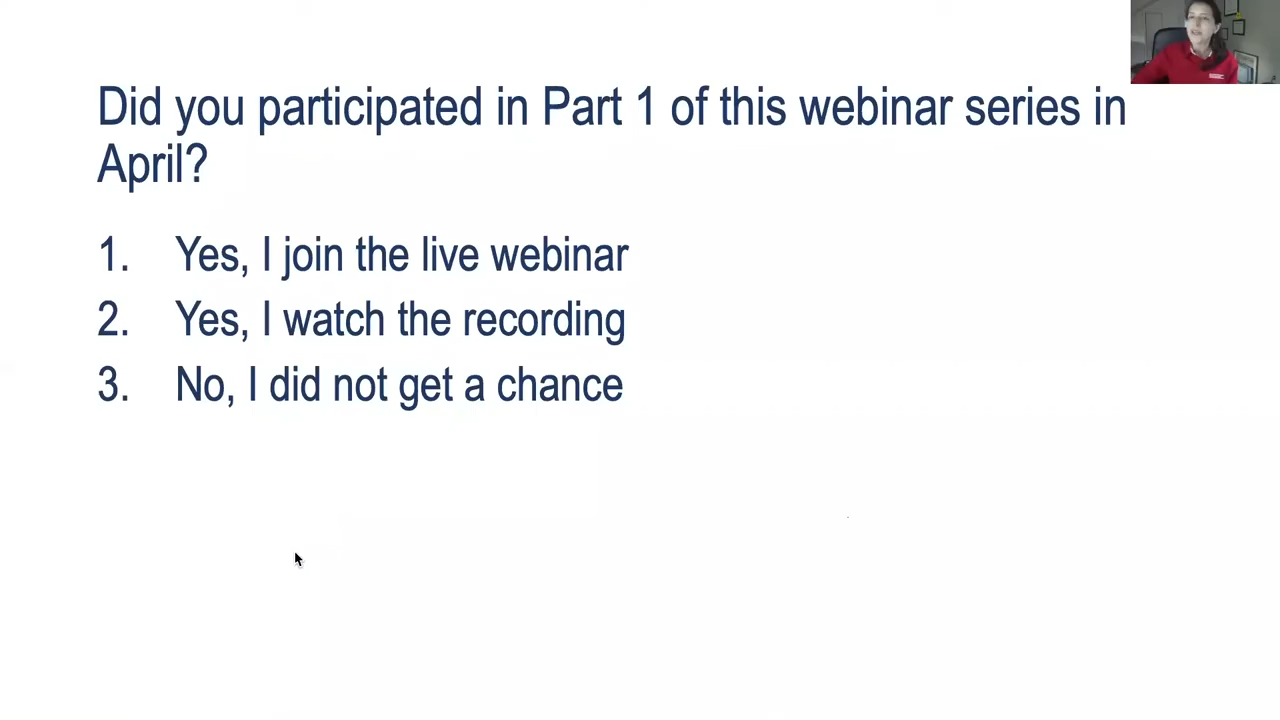 Did you participated in Part 1 of this webinar series in
April?
1. Yes, I join the live webinar
2. Yes, I watch the recording
3. No, I did not get a chance